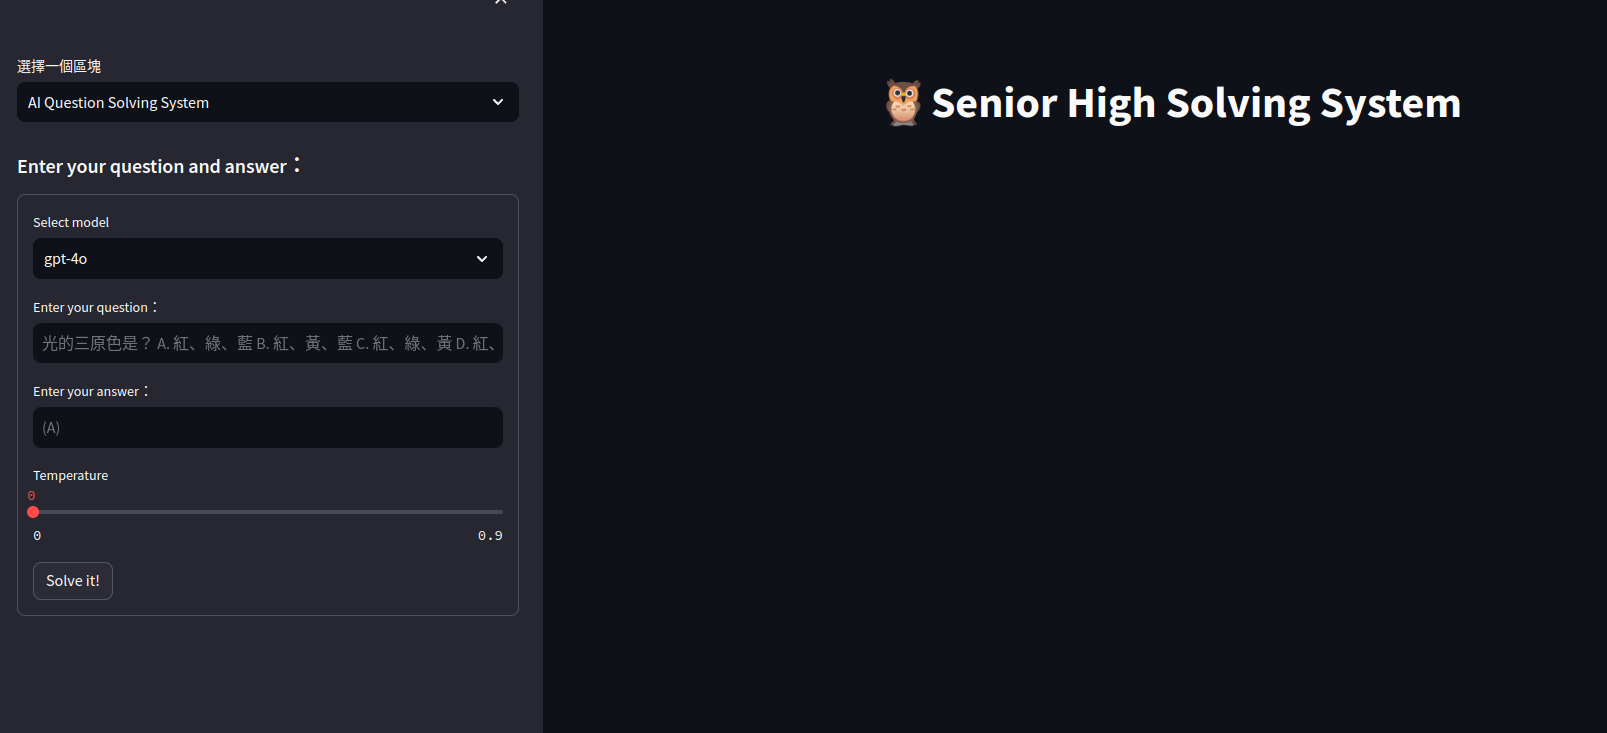 選擇一個區塊
AI Question Solving System
Enter your question and answer：
Select model
gpt-4o
Enter your question：
光的三原色是？ A. 紅、綠、藍 B. 紅、黃、藍 C. 紅、綠、黃 D. 紅、
Enter your answer：
(A)
Temperature
0
0 0.9
Solve it!
🦉Senior High Solving System